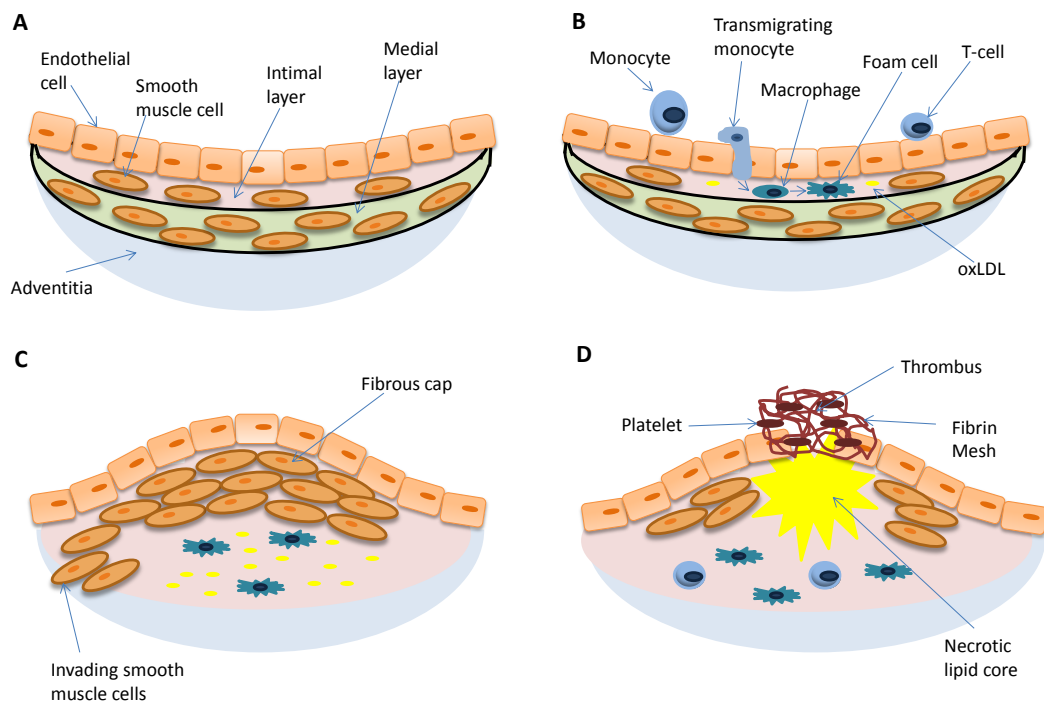 A
Endothelial
cell
Smooth
muscle cell
Intimal
layer
Medial
layer
Adventitia
B
Monocyte
Transmigrating
monocyte
Macrophage
Foam cell
T-cell
oxLDL
C
Fibrous cap
Invading smooth
muscle cells
D
Thrombus
Platelet
Fibrin
Mesh
Necrotic
lipid core